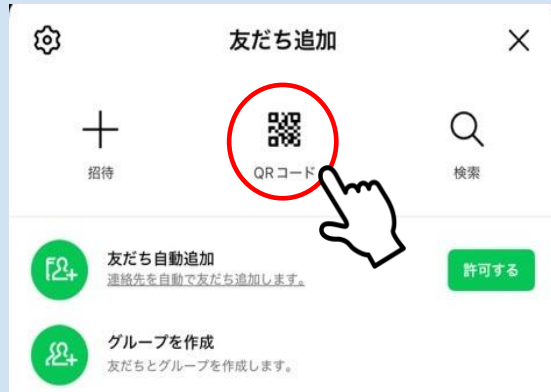 友だち追加
招待
QRコード
検索
友だち自動追加
連絡先を自動で友だち追加します。
許可する
グループを作成
友だちとグループを作成します。